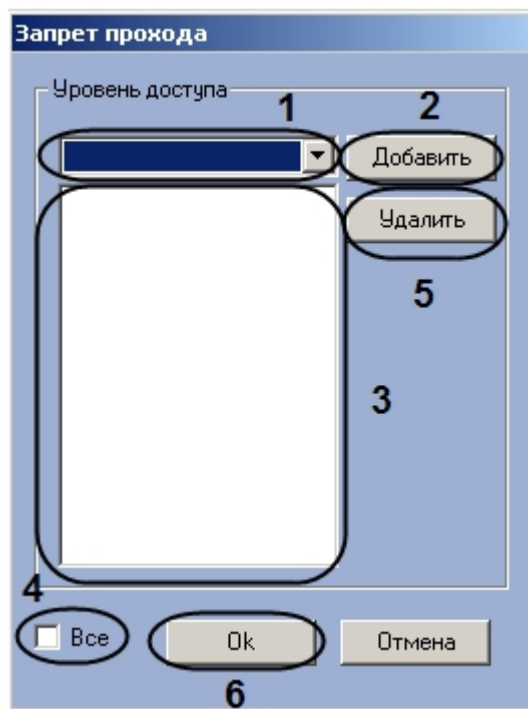 Запрет прохода
Уровень доступа
1
2
Добавить
Удалить
5
3
4
Все
Ok
Отмена
6